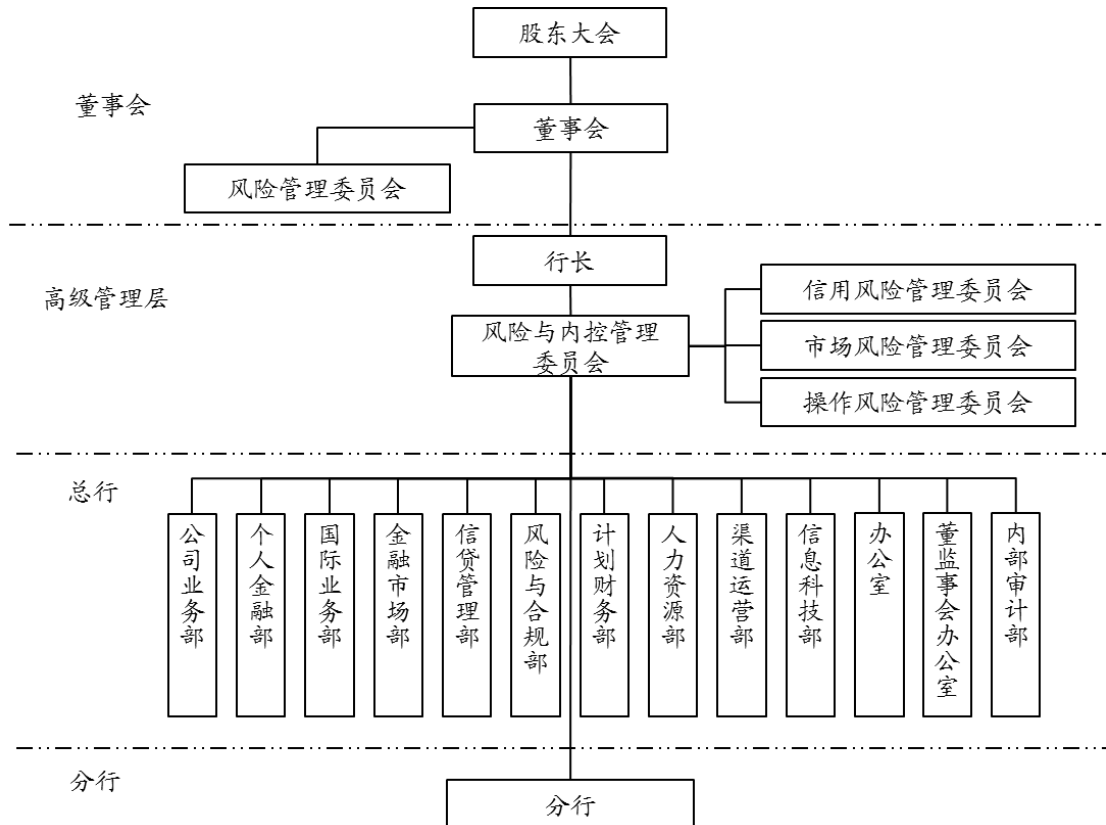 股东大会
董事会
董事会
风险管理委员会
行长
高级管理层
信用风险管理委员会
风险与内控管理
委员会
市场风险管理委员会
操作风险管理委员会
总行
公司业务部
个人金融部
国际业务部
金融市场部
信贷管理部
风险与合规部
计划财务部
人力资源部
渠道运营部
信息科技部
办公室
董监事会办公室
内部审计部
分行
分行